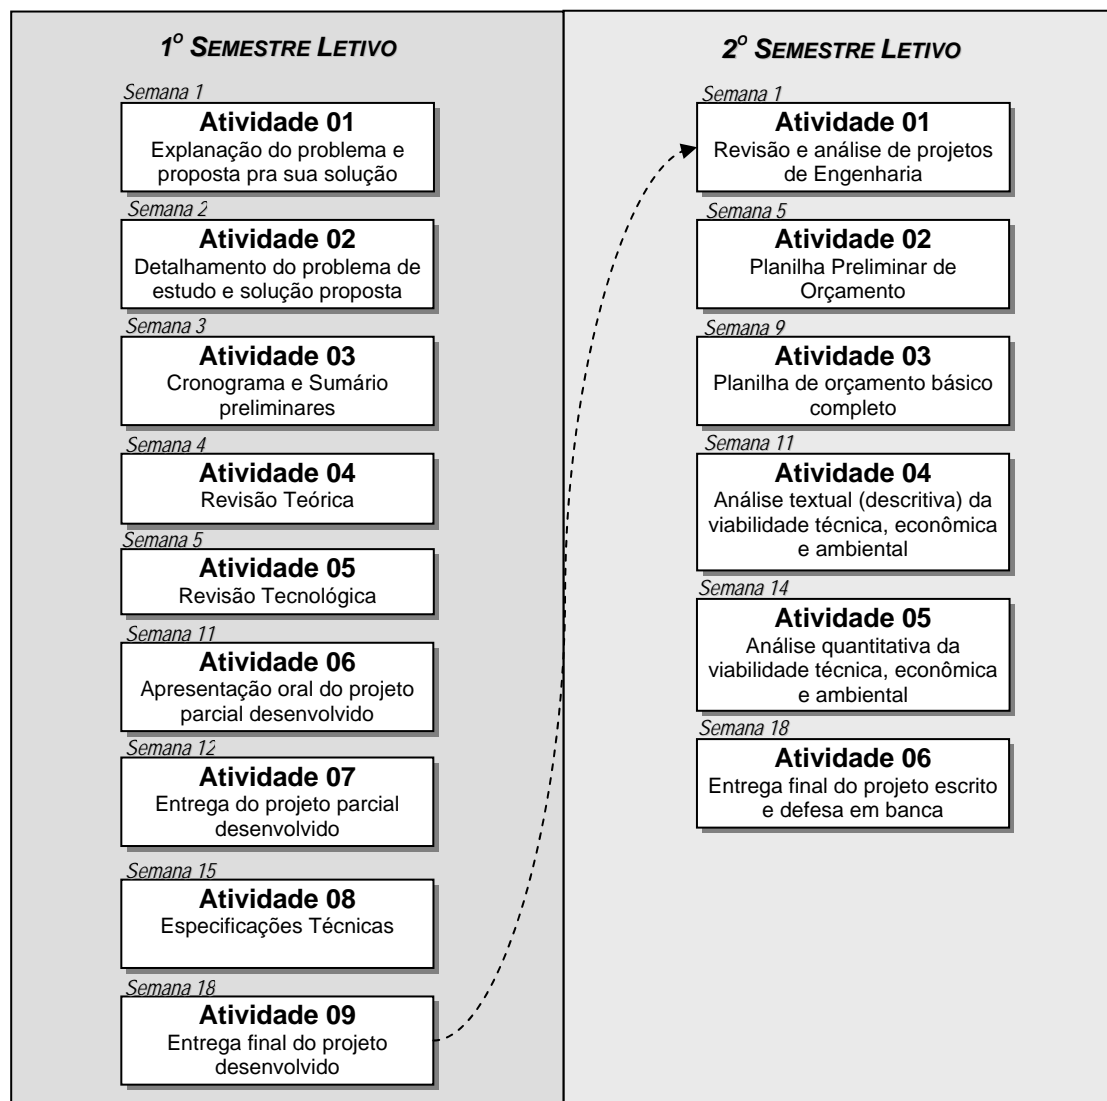 1º SEMESTRE LETIVO
Semana 1
Atividade 01
Explanação do problema e
proposta pra sua solução
Semana 2
Atividade 02
Detalhamento do problema de
estudo e solução proposta
Semana 3
Atividade 03
Cronograma e Sumário
preliminares
Semana 4
Atividade 04
Revisão Teórica
Semana 5
Atividade 05
Revisão Tecnológica
Semana 11
Atividade 06
Apresentação oral do projeto
parcial desenvolvido
Semana 12
Atividade 07
Entrega do projeto parcial
desenvolvido
Semana 15
Atividade 08
Especificações Técnicas
Semana 18
Atividade 09
Entrega final do projeto
desenvolvido
2º SEMESTRE LETIVO
Semana 1
Atividade 01
Revisão e análise de projetos
de Engenharia
Semana 5
Atividade 02
Planilha Preliminar de
Orçamento
Semana 9
Atividade 03
Planilha de orçamento básico
completo
Semana 11
Atividade 04
Análise textual (descritiva) da
viabilidade técnica, econômica
e ambiental
Semana 14
Atividade 05
Análise quantitativa da
viabilidade técnica, econômica
e ambiental
Semana 18
Atividade 06
Entrega final do projeto escrito
e defesa em banca